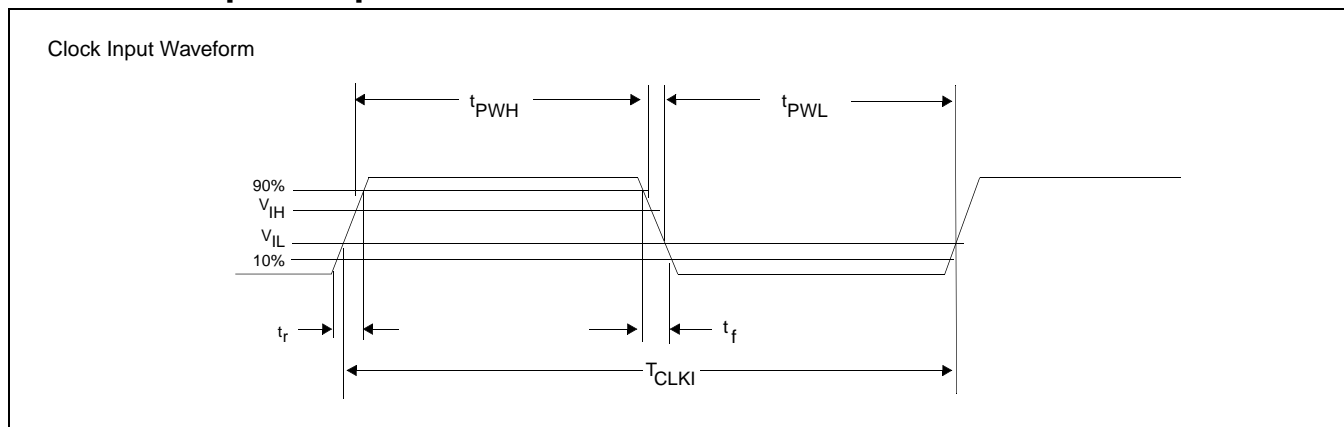 Clock Input Waveform
tPWH
tPWL
90%
VIH
VIL
10%
tr
tf
TCLKI